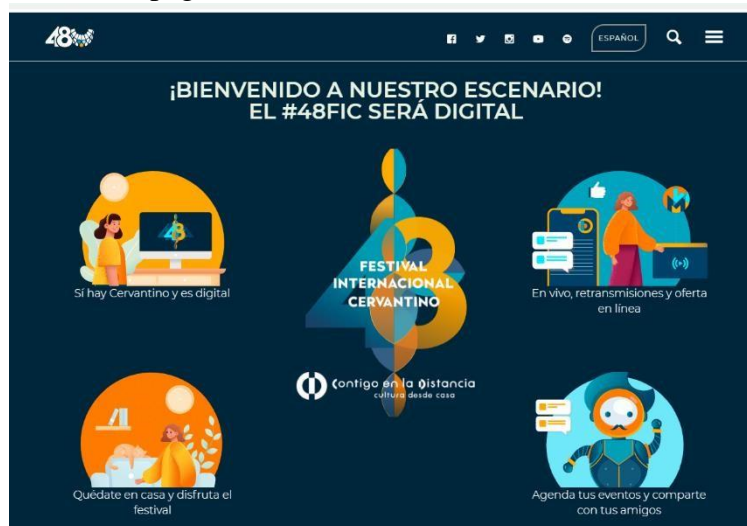 48
ESPAÑOL
¡BIENVENIDO A NUESTRO ESCENARIO!
EL #48FIC SERÁ DIGITAL
48
Sí hay Cervantino y es digital
48
FESTIVAL
INTERNACIONAL
CERVANTINO
Contigo en la Distancia
cultura desde casa
En vivo, retransmisiones y oferta
en línea
Quédate en casa y disfruta el
festival
Agenda tus eventos y comparte
con tus amigos